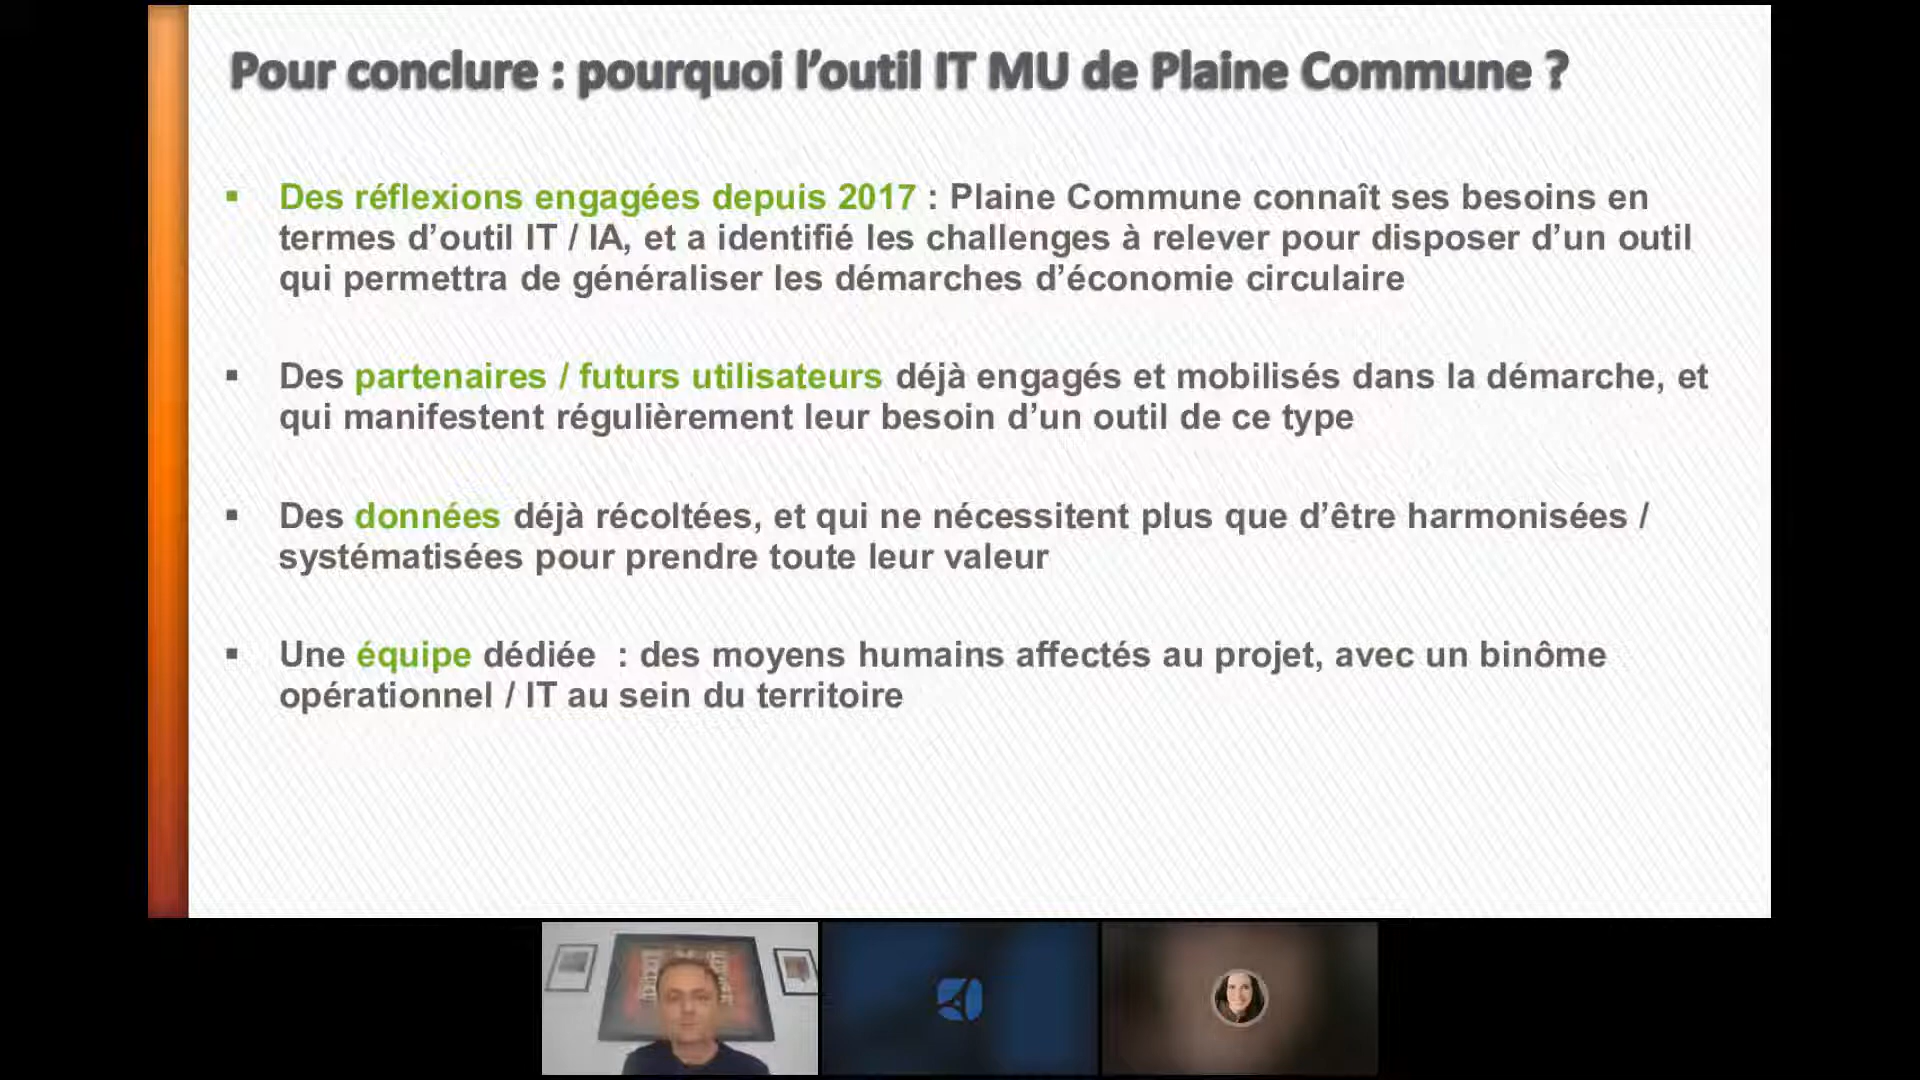 Pour conclure : pourquoi l’outil IT MU de Plaine Commune ?
▪ Des réflexions engagées depuis 2017 : Plaine Commune connaît ses besoins en
termes d’outil IT / IA, et a identifié les challenges à relever pour disposer d’un outil
qui permettra de généraliser les démarches d’économie circulaire
▪ Des partenaires / futurs utilisateurs déjà engagés et mobilisés dans la démarche, et
qui manifestent régulièrement leur besoin d’un outil de ce type
▪ Des données déjà récoltées, et qui ne nécessitent plus que d’être harmonisées /
systématisées pour prendre toute leur valeur
▪ Une équipe dédiée : des moyens humains affectés au projet, avec un binôme
opérationnel / IT au sein du territoire